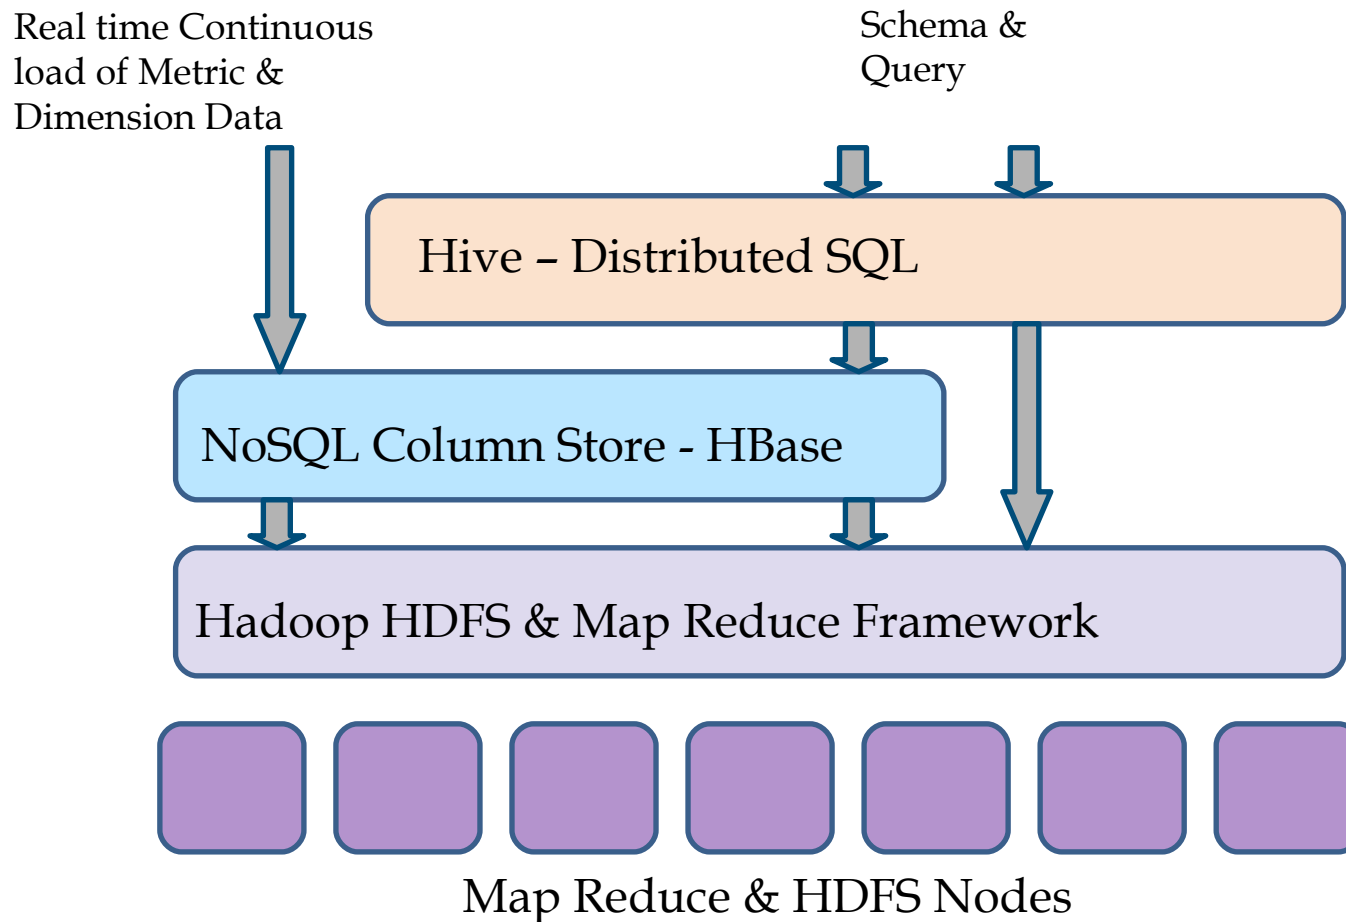 Real time Continuous
load of Metric &
Dimension Data
Schema &
Query
Hive – Distributed SQL
NoSQL Column Store - HBase
Hadoop HDFS & Map Reduce Framework
Map Reduce & HDFS Nodes